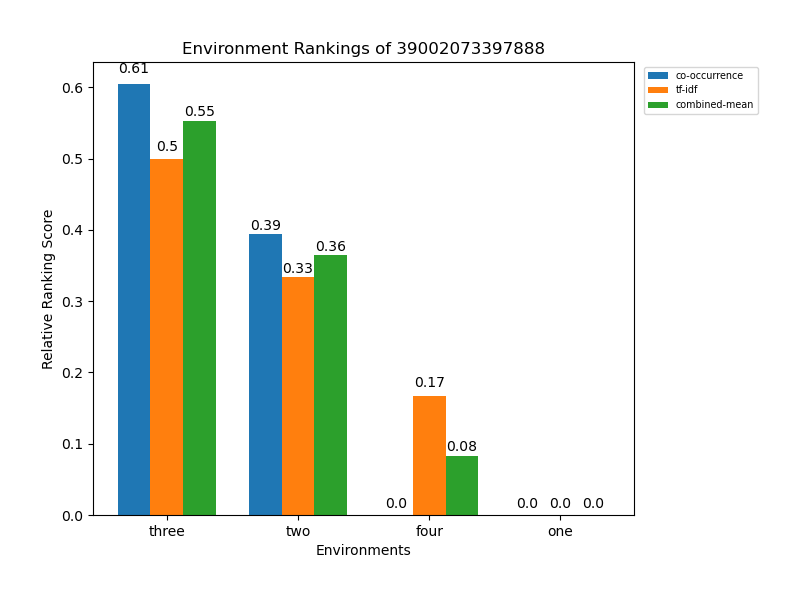 Environment Rankings of 39002073397888
co-occurrence
tf-idf
combined-mean
Relative Ranking Score
0.6
0.5
0.4
0.3
0.2
0.1
0.0
0.61
0.5
0.55
0.39
0.33
0.36
0.0
0.17
0.08
0.0
0.0
0.0
three
two
four
one
Environments